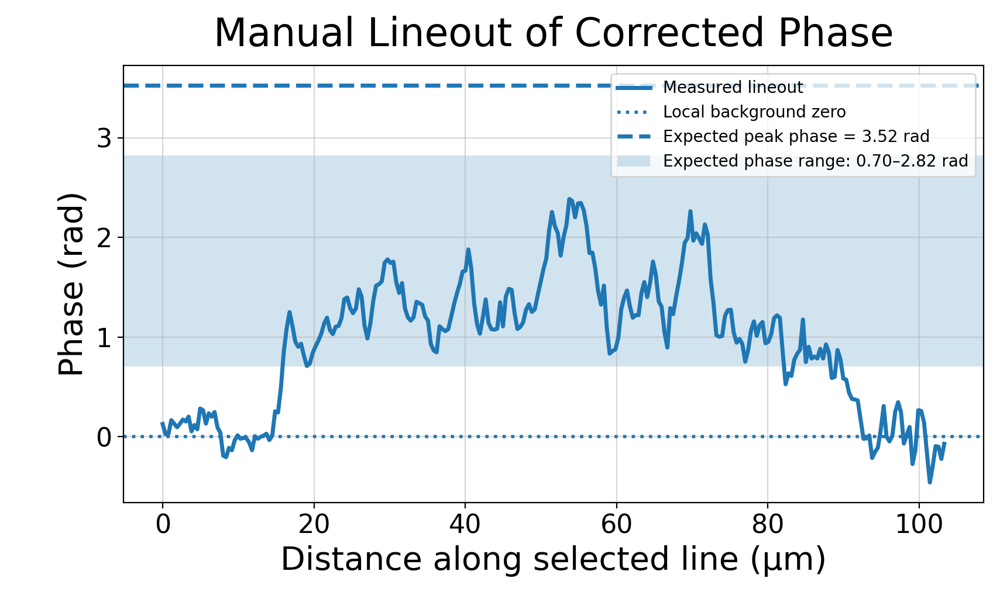 Manual Lineout of Corrected Phase
Measured lineout
Local background zero
Expected peak phase = 3.52 rad
Expected phase range: 0.70–2.82 rad
Phase (rad)
3
2
1
0
0 20 40 60 80 100
Distance along selected line (μm)